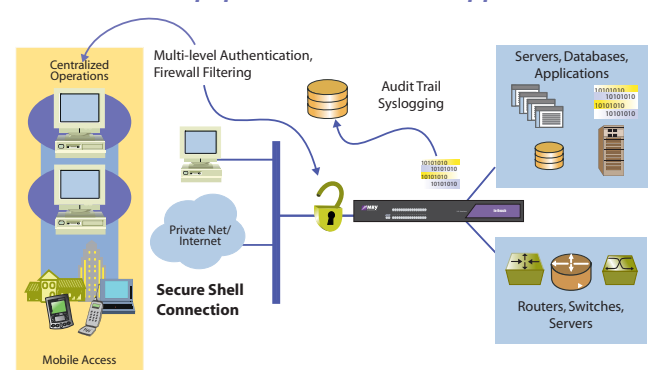 Centralized
Operations
Multi-level Authentication,
Firewall Filtering
Audit Trail
Syslogging
Servers, Databases,
Applications
10101010
10101010
10101010
10101010
10101010
10101010
10101010
10101010
Private Net/
Internet
Secure Shell
Connection
Routers, Switches,
Servers
Mobile Access